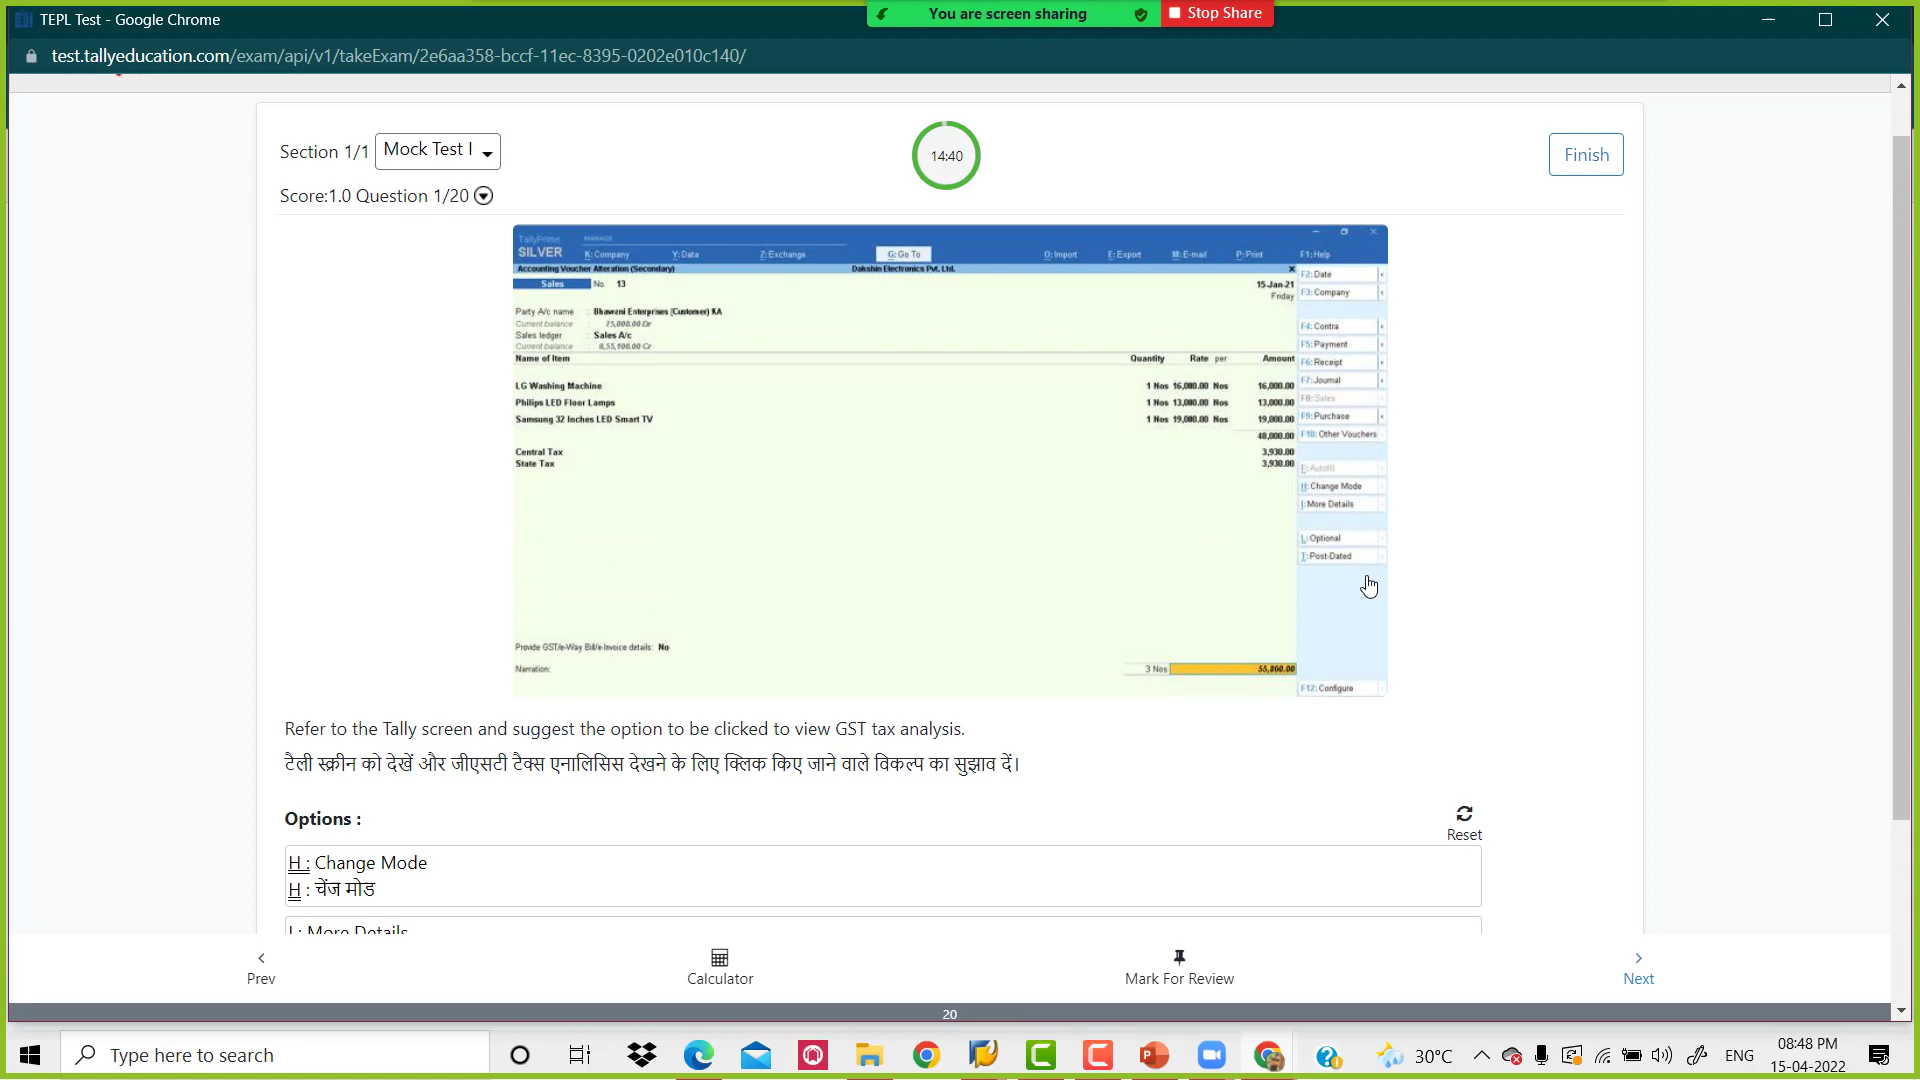 TEPL Test - Google Chrome
You are screen sharing
Stop Share
test.tallyeducation.com/exam/api/v1/takeExam/2e6aa358-bccf-11ec-8395-0202e010c140/
Section 1/1
Mock Test I
14:40
Finish
Score:1.0 Question 1/20
TallyPrime
MANAGE
SILVER
K:Company
Y:Data
Z:Exchange
G:Go To
O:Import
E:Export
M:E-mail
P:Print
F1:Help
Accounting Voucher Alteration (Secondary)
Dakshin Electronics Pvt. Ltd.
F2:Date
Sales No. 13
15-Jan-21
Friday
F3:Company
Party A/c name : Bhawani Enterprises (Customer) KA
Current balance : 75,000.00 Dr
Sales ledger : Sales A/c
Current balance : 8,55,100.00 Cr
F4:Contra
F5:Payment
Name of Item Quantity Rate per Amount
F6:Receipt
F7:Journal
LG Washing Machine 1 Nos 16,000.00 Nos 16,000.00
F8:Sales
Philips LED Floor Lamps 1 Nos 13,000.00 Nos 13,000.00
F9:Purchase
Samsung 32 Inches LED Smart TV 1 Nos 19,000.00 Nos 19,000.00
48,000.00
F10:Other Vouchers
Central Tax 3,930.00
State Tax 3,930.00
E:Autofill
H:Change Mode
I:More Details
L:Optional
T:Post-Dated
Provide GST/e-Way Bill/e-Invoice details: No
Narration:
3 Nos 55,860.00
F12:Configure
Refer to the Tally screen and suggest the option to be clicked to view GST tax analysis.
टैली स्क्रीन को देखें और जीएसटी टैक्स एनालिसिस देखने के लिए क्लिक किए जाने वाले विकल्प का सुझाव दें।
Options :
Reset
H : Change Mode
H : चेंज मोड
I : More Details
Prev
Calculator
Mark For Review
Next
20
Type here to search
30°C
ENG
08:48 PM
15-04-2022